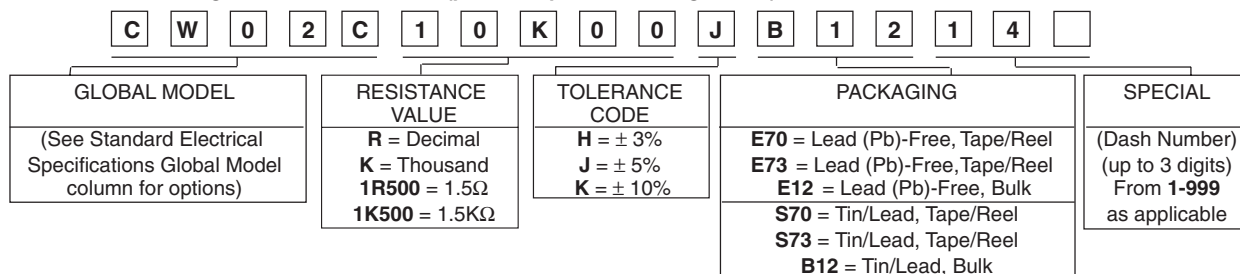 C W 0 2 C 1 0 K 0 0 J B 1 2 1 4
GLOBAL MODEL
(See Standard Electrical
Specifications Global Model
column for options)
RESISTANCE
VALUE
R = Decimal
K = Thousand
1R500 = 1.5Ω
1K500 = 1.5KΩ
TOLERANCE
CODE
H = ± 3%
J = ± 5%
K = ± 10%
PACKAGING
E70 = Lead (Pb)-Free, Tape/Reel
E73 = Lead (Pb)-Free, Tape/Reel
E12 = Lead (Pb)-Free, Bulk
S70 = Tin/Lead, Tape/Reel
S73 = Tin/Lead, Tape/Reel
B12 = Tin/Lead, Bulk
SPECIAL
(Dash Number)
(up to 3 digits)
From 1-999
as applicable